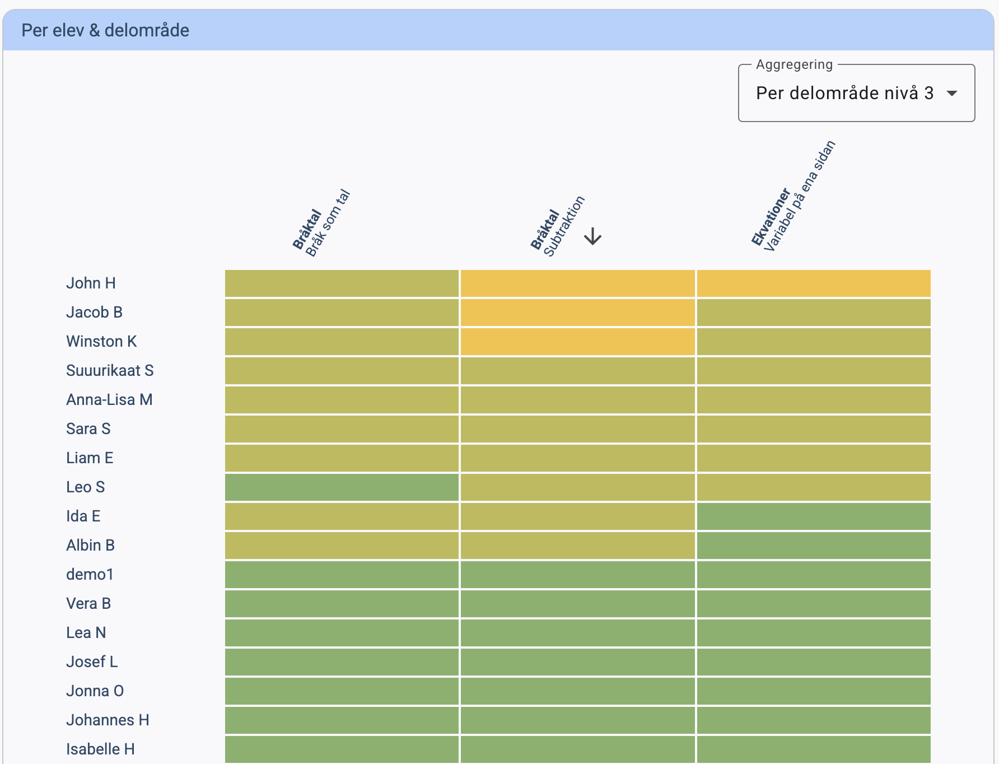 Per elev & delområde
Aggregering
Per delområde nivå 3
Bråktal
Bråk som tal
Bråktal
Subtraktion
Ekvationer
Variabel på ena sidan
John H
Jacob B
Winston K
Suuurikaat S
Anna-Lisa M
Sara S
Liam E
Leo S
Ida E
Albin B
demo1
Vera B
Lea N
Josef L
Jonna O
Johannes H
Isabelle H